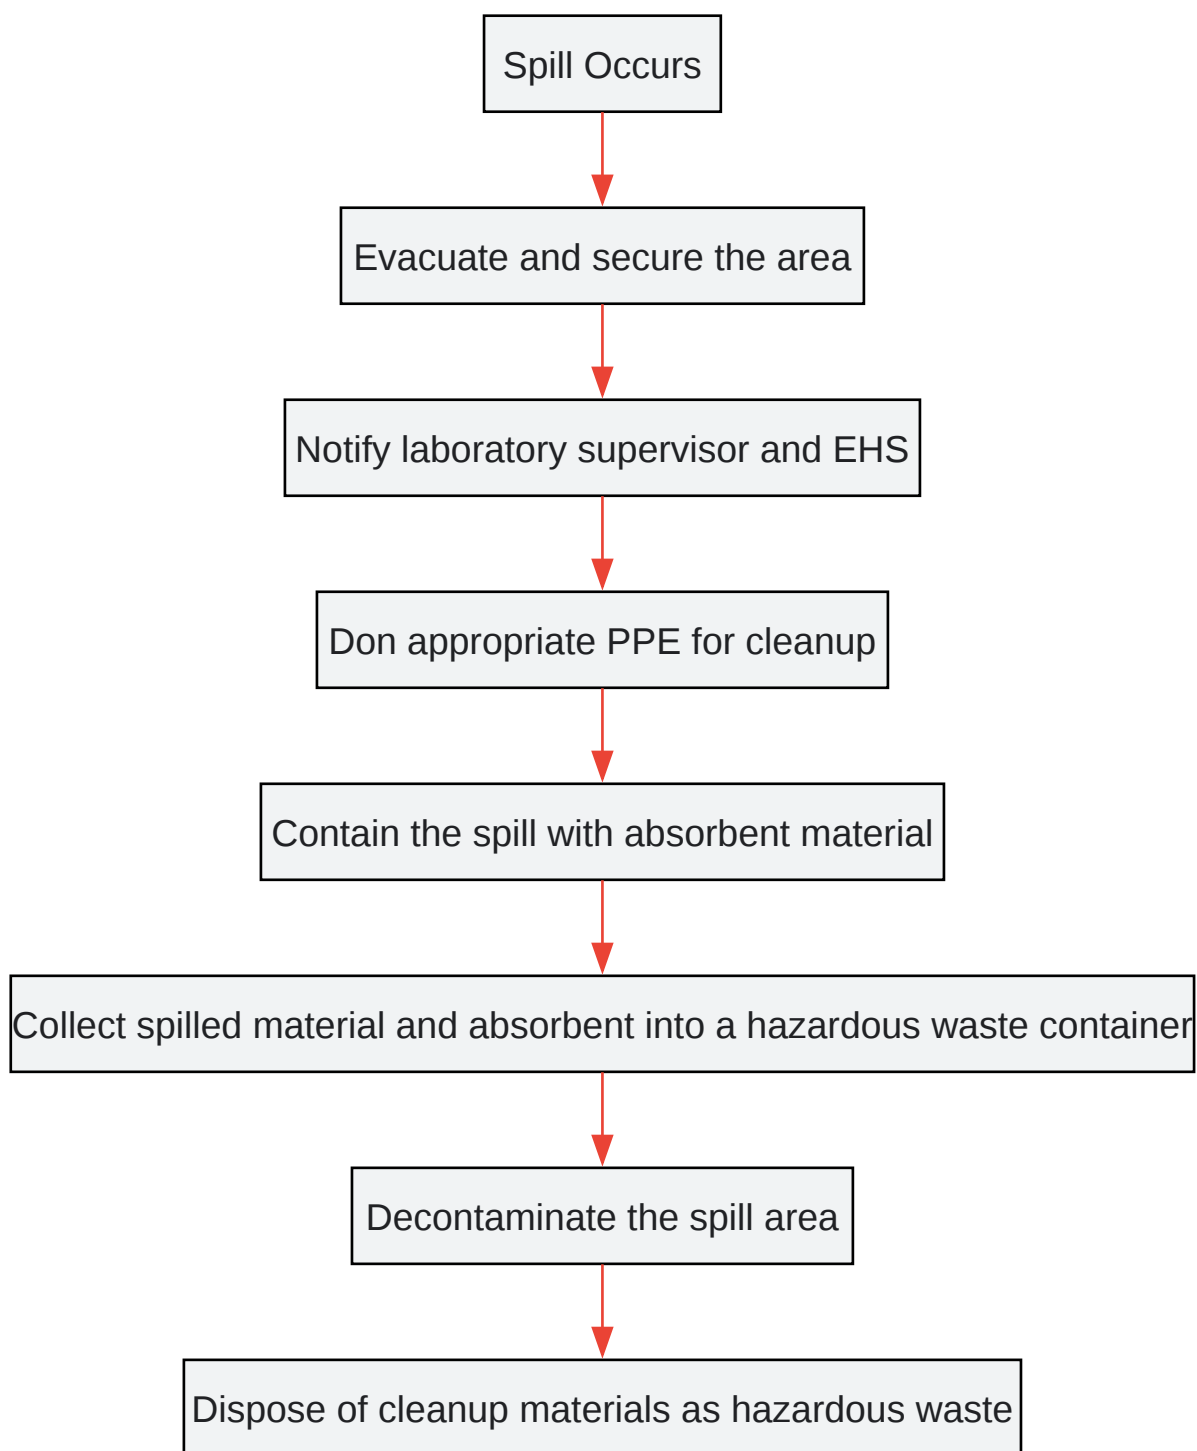 Spill Occurs
Evacuate and secure the area
Notify laboratory supervisor and EHS
Don appropriate PPE for cleanup
Contain the spill with absorbent material
Collect spilled material and absorbent into a hazardous waste container
Decontaminate the spill area
Dispose of cleanup materials as hazardous waste